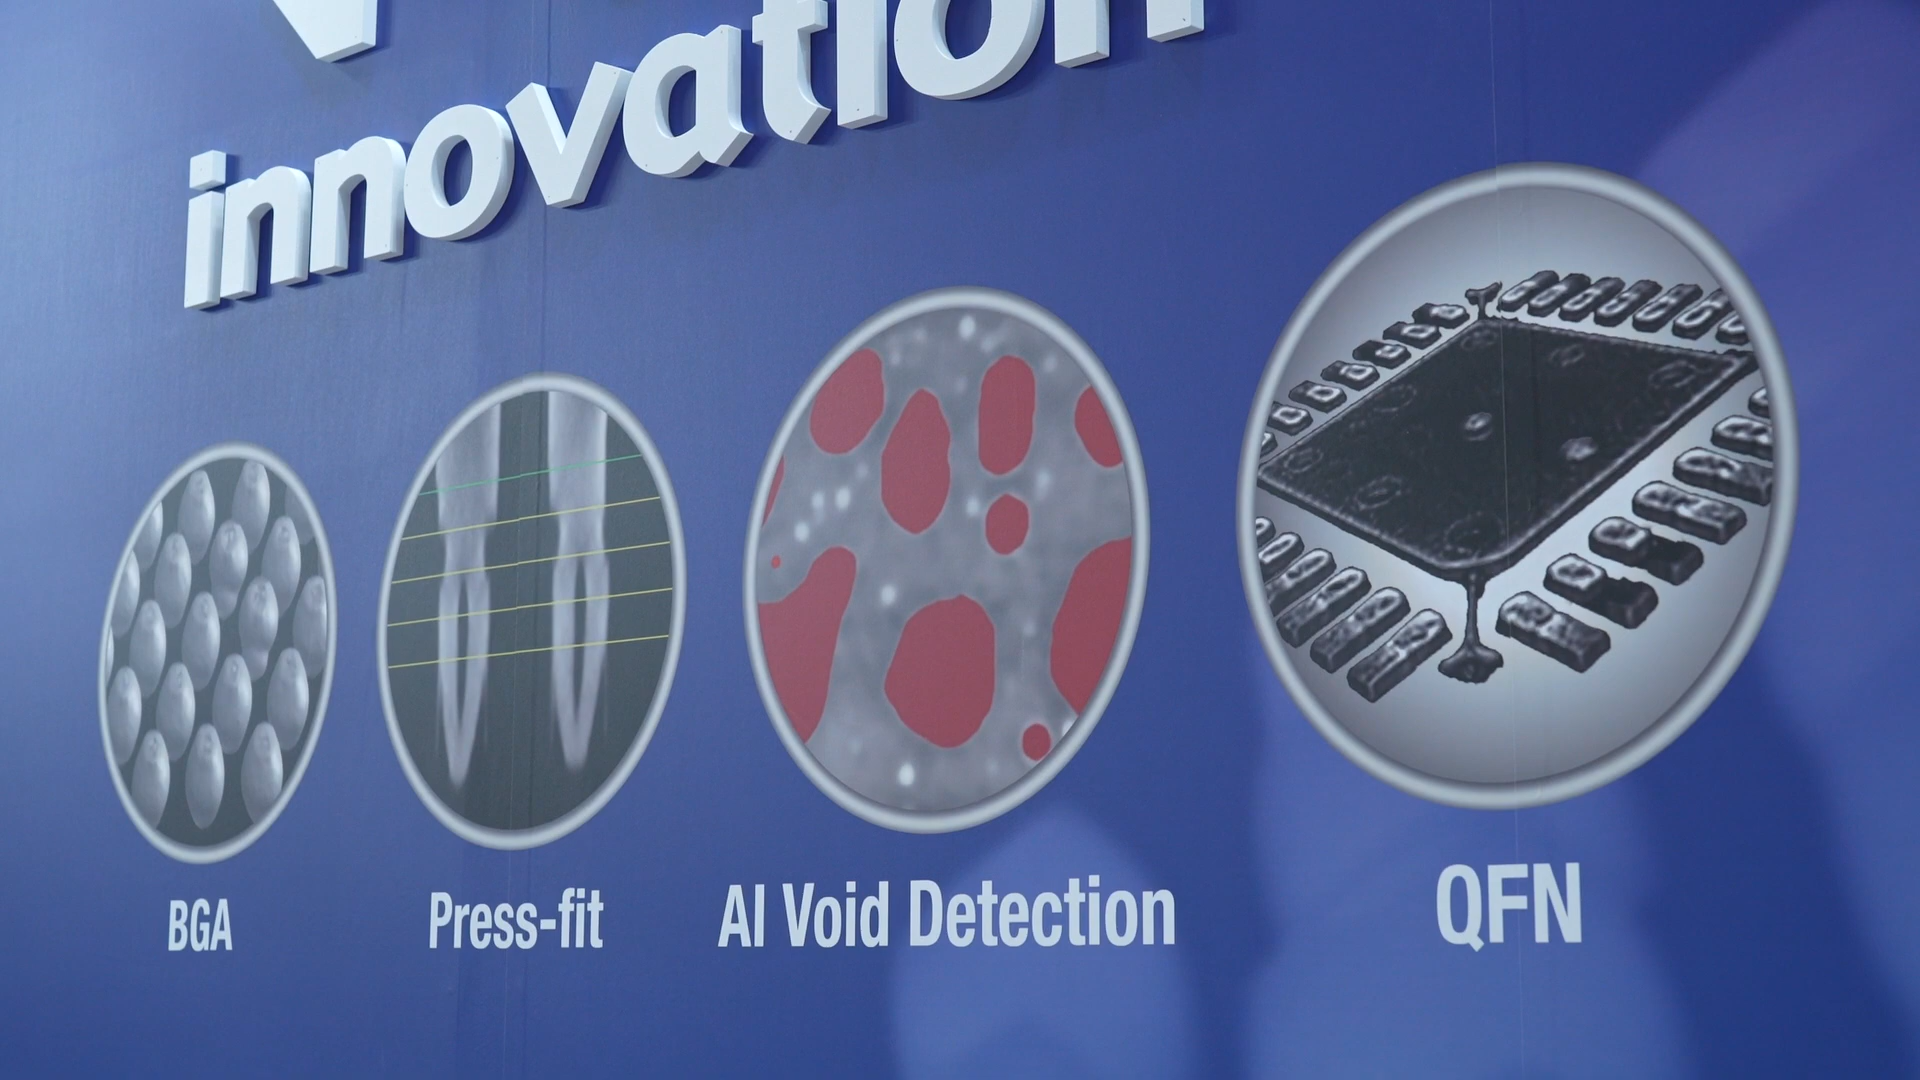 innovation
BGA
Press-fit
AI Void Detection
QFN